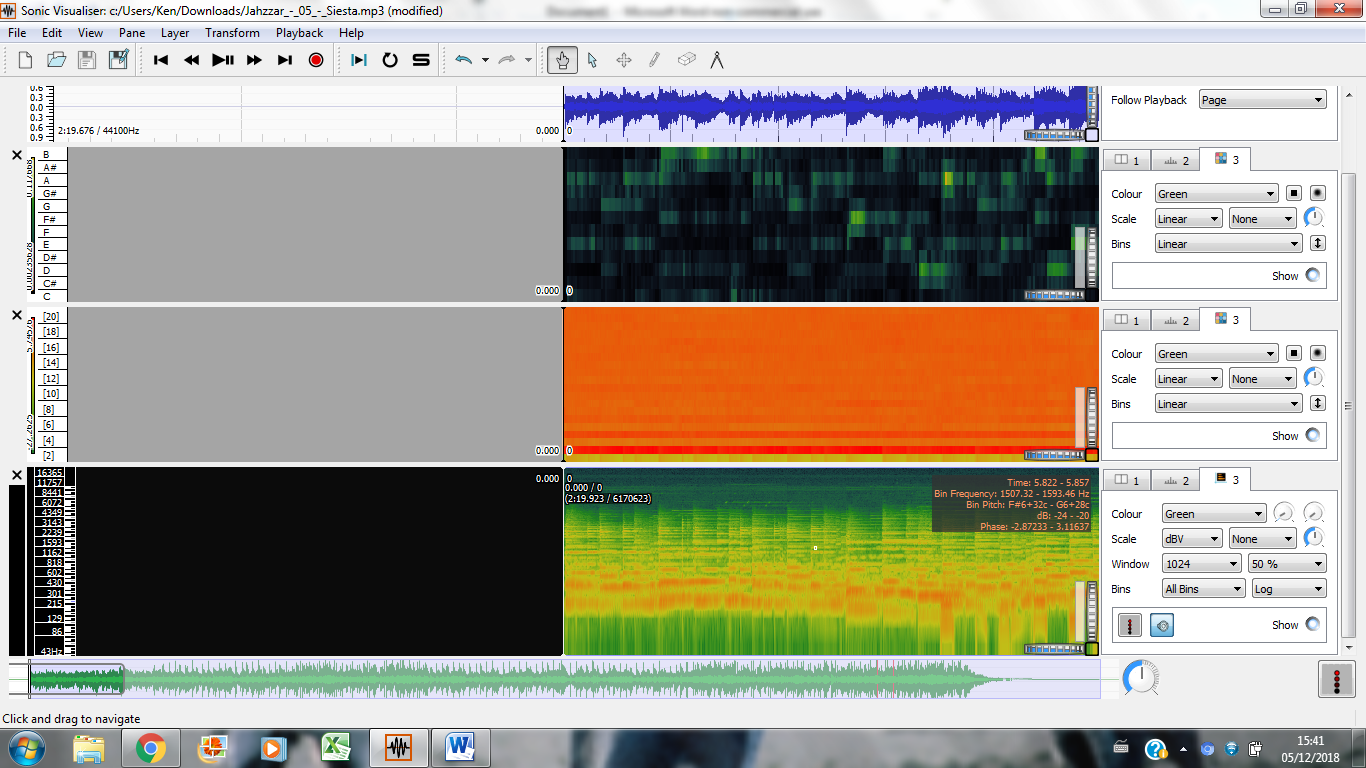 Sonic Visualiser: c:/Users/Ken/Downloads/Jahzzar_-_05_-_Siesta.mp3 (modified)
File Edit View Pane Layer Transform Playback Help
0.6
0.3
0.0
0.3
0.6
0.9
2:19.676 / 44100Hz
0.000
0
Follow Playback Page
B
A#
A
G#
G
F#
F
E
D#
D
C#
C
0.000
0
1 2 3
Colour Green
Scale Linear None
Bins Linear
Show
[20]
[18]
[16]
[14]
[12]
[10]
[8]
[6]
[4]
[2]
0.000
0
1 2 3
Colour Green
Scale Linear None
Bins Linear
Show
16365
11757
8441
6072
4349
3143
2239
1593
1162
818
602
430
301
215
129
86
43Hz
0.000
0
0.000 / 0
(2:19.923 / 6170623)
Time: 5.822 - 5.857
Bin Frequency: 1507.32 - 1593.46 Hz
Bin Pitch: F#6+32c - G6+28c
dB: -24 - -20
Phase: -2.87233 - 3.11637
1 2 3
Colour Green
Scale dBV None
Window 1024 50 %
Bins All Bins Log
Show
Click and drag to navigate
15:41
05/12/2018